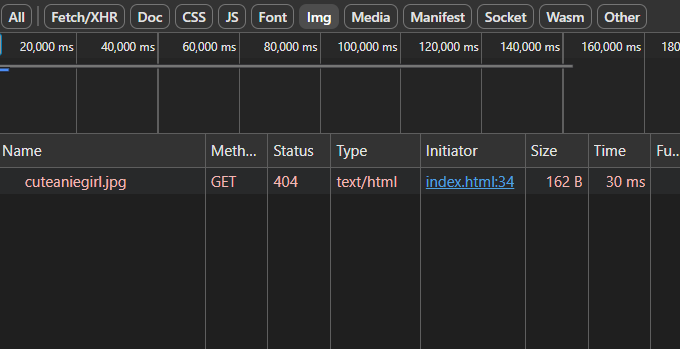 All Fetch/XHR Doc CSS JS Font Img Media Manifest Socket Wasm Other
20,000 ms 40,000 ms 60,000 ms 80,000 ms 100,000 ms 120,000 ms 140,000 ms 160,000 ms 180
Name Meth... Status Type Initiator Size Time Fu...
cuteaniegirl.jpg GET 404 text/html index.html:34 162 B 30 ms